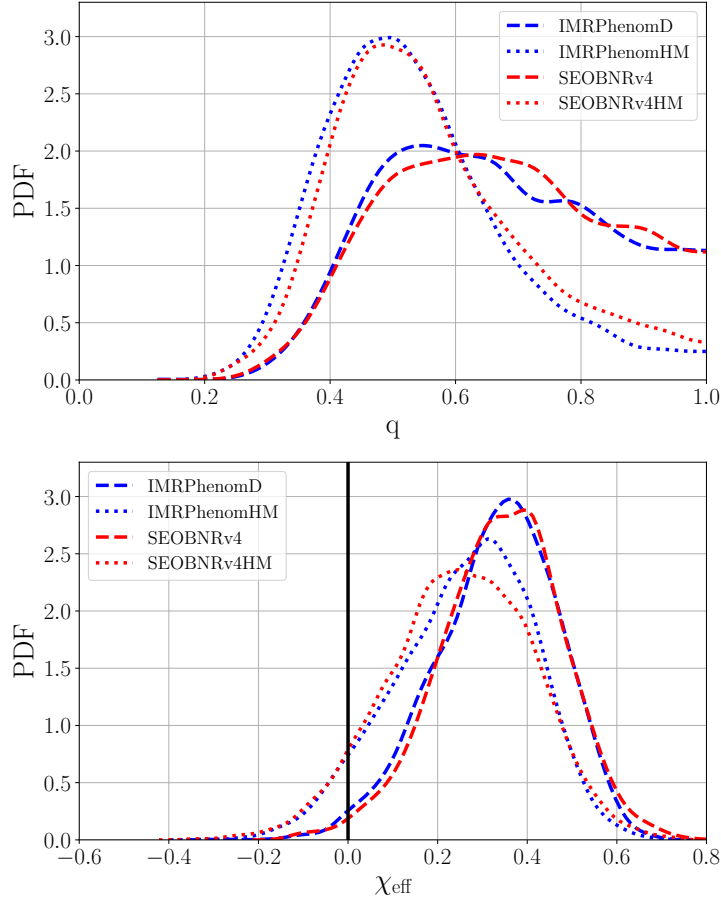 3.0
2.5
2.0
1.5
1.0
0.5
0.0
PDF
IMRPhenomD
IMRPhenomHM
SEOBNRv4
SEOBNRv4HM
0.0 0.2 0.4 0.6 0.8 1.0
q
3.0
2.5
2.0
1.5
1.0
0.5
0.0
PDF
IMRPhenomD
IMRPhenomHM
SEOBNRv4
SEOBNRv4HM
−0.6 −0.4 −0.2 0.0 0.2 0.4 0.6 0.8
χeff